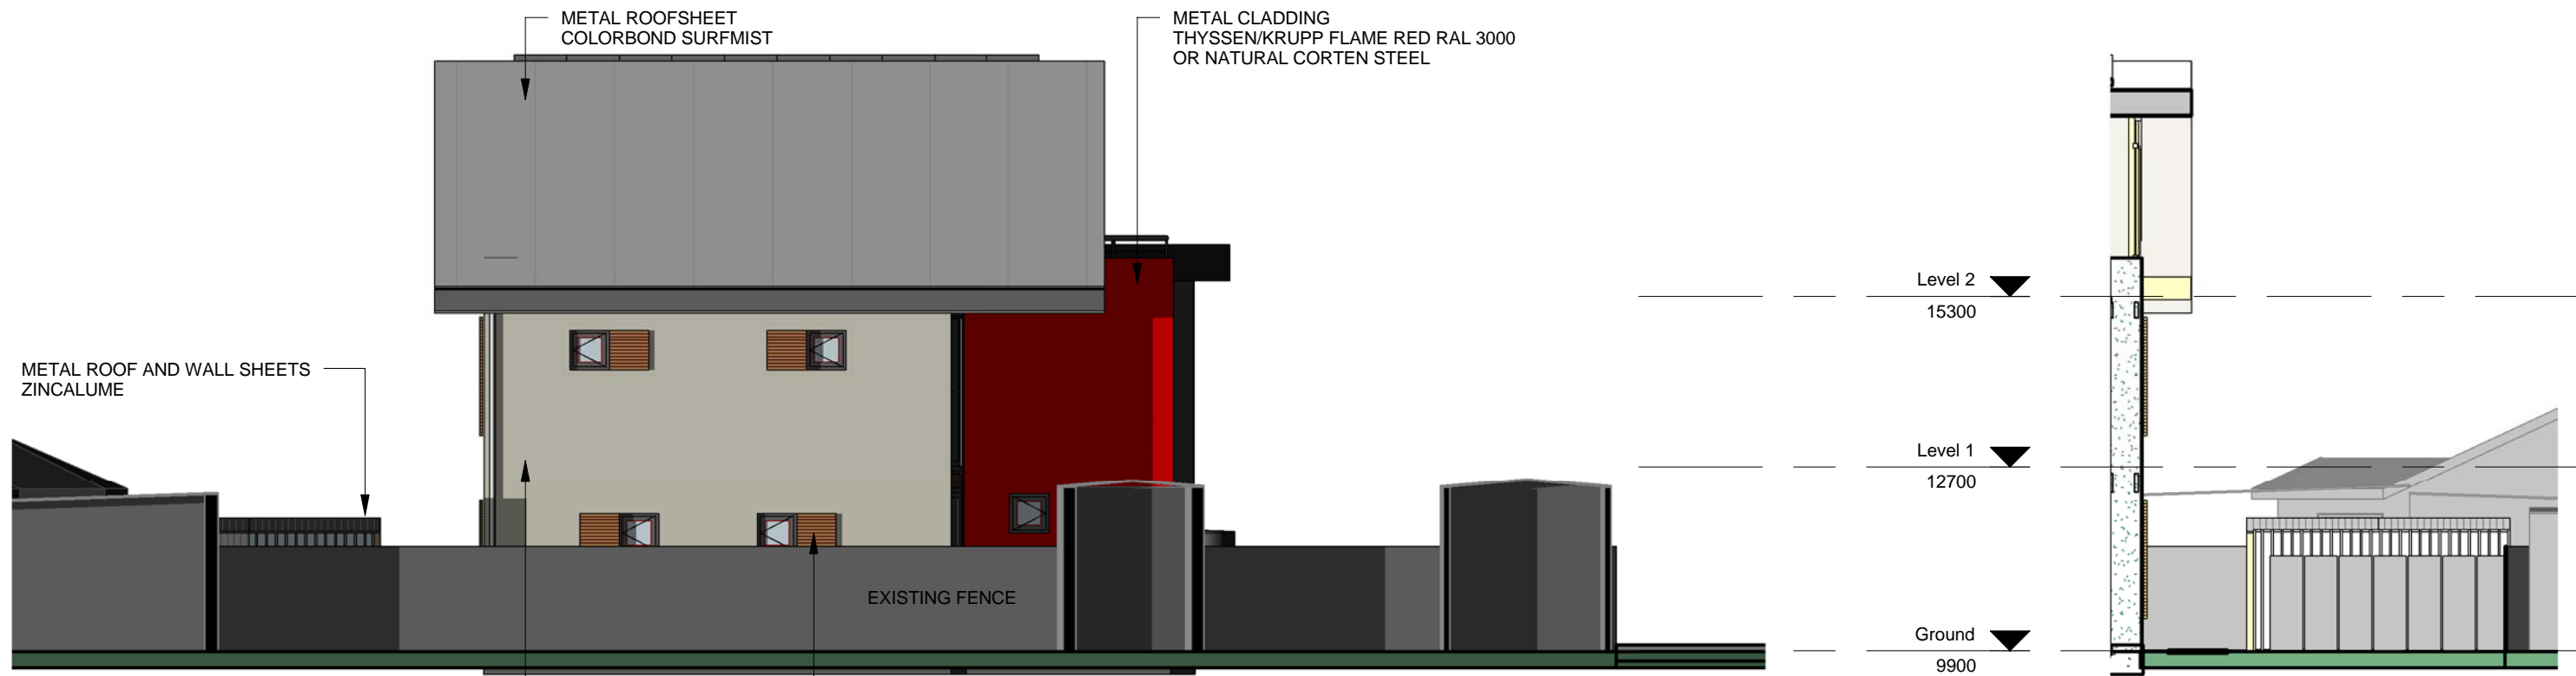 METAL ROOFSHEET
COLORBOND SURFMIST
METAL CLADDING
THYSSEN/KRUPP FLAME RED RAL 3000
OR NATURAL CORTEN STEEL
METAL ROOF AND WALL SHEETS
ZINCALUME
EXISTING FENCE
Level 2
15300
Level 1
12700
Ground
9900